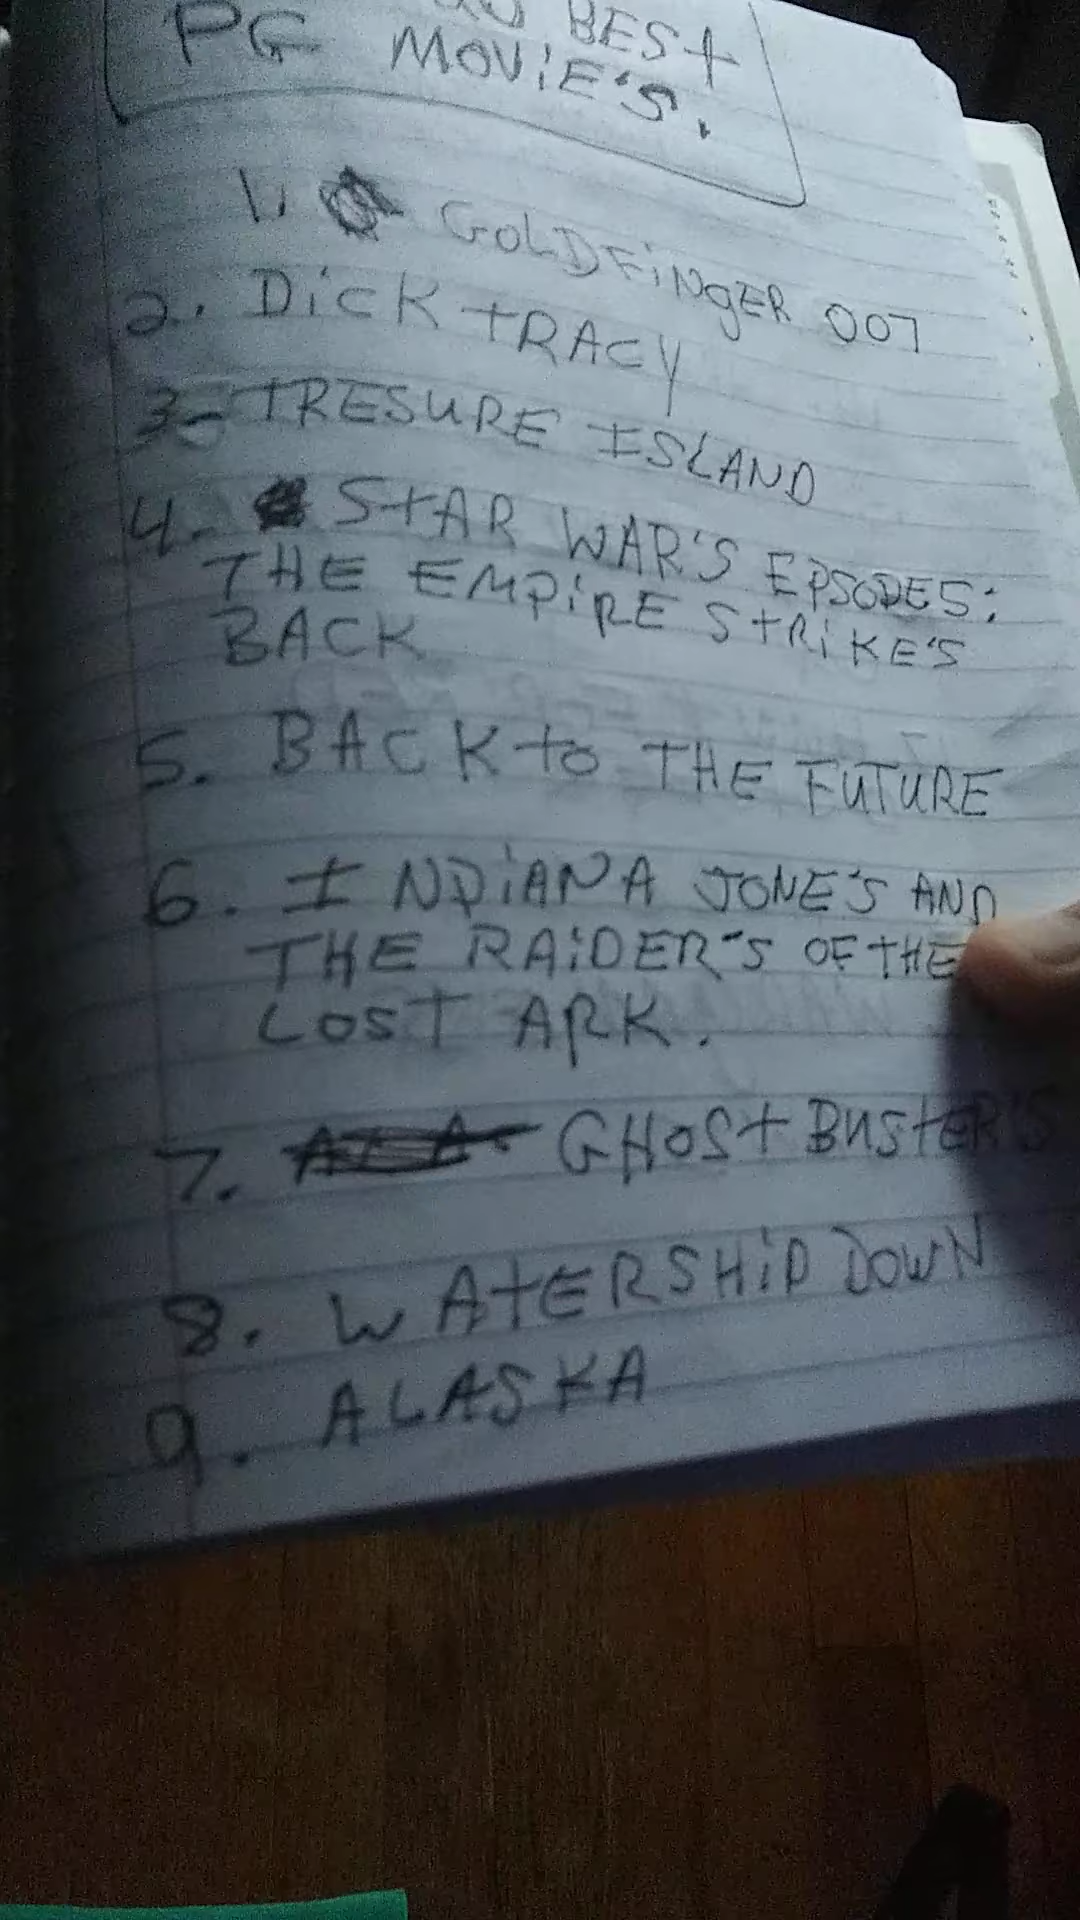 BEST
PG MOViE'S.
1. GOLDFiNgER 007
2. DiCK tRACY
3- TRESURE ISLAND
4. StAR WAR'S EPSODE 5:
THE EMPiRE StRiKE'S
BACK
5. BACK to THE FUTURE
6. INDiANA JONE'S AND
THE RAiDER'S OF tHE
LOST ARK.
7. GHOSt BUStER'S
8. WAtERSHiP DOWN
9. ALASKA